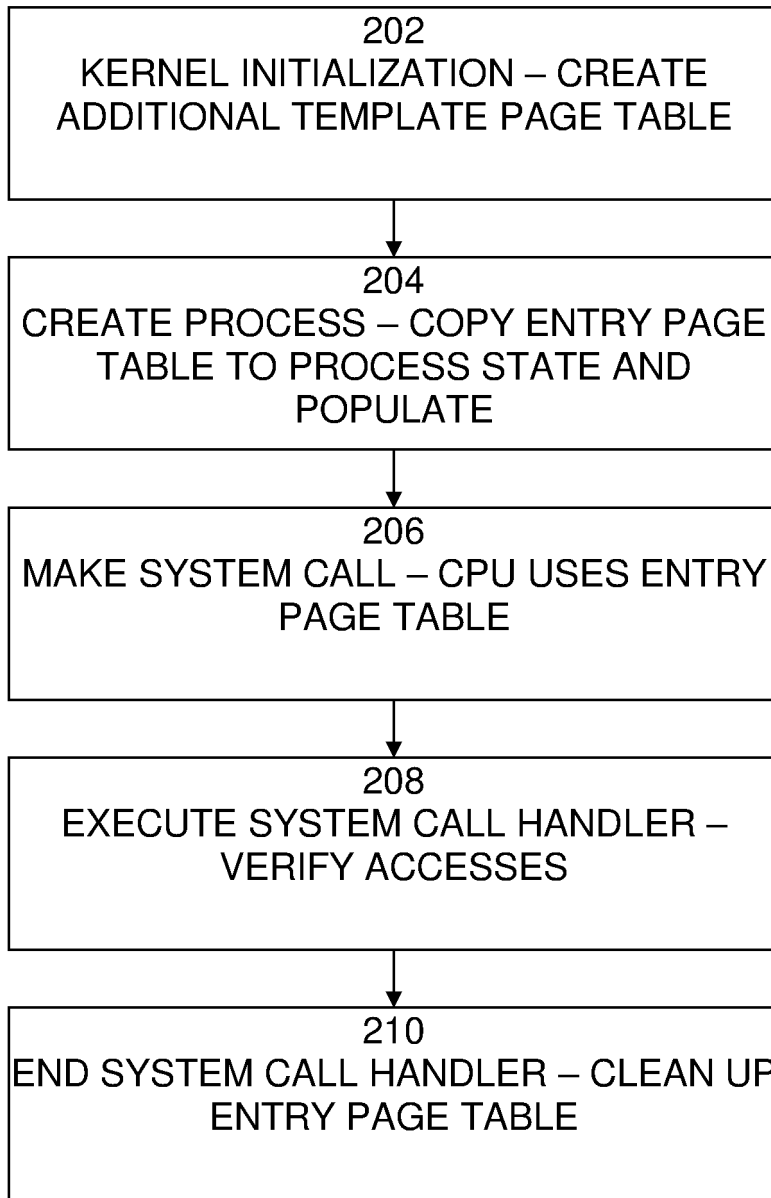 202
KERNEL INITIALIZATION – CREATE
ADDITIONAL TEMPLATE PAGE TABLE
204
CREATE PROCESS – COPY ENTRY PAGE
TABLE TO PROCESS STATE AND
POPULATE
206
MAKE SYSTEM CALL – CPU USES ENTRY
PAGE TABLE
208
EXECUTE SYSTEM CALL HANDLER –
VERIFY ACCESSES
210
END SYSTEM CALL HANDLER – CLEAN UP
ENTRY PAGE TABLE